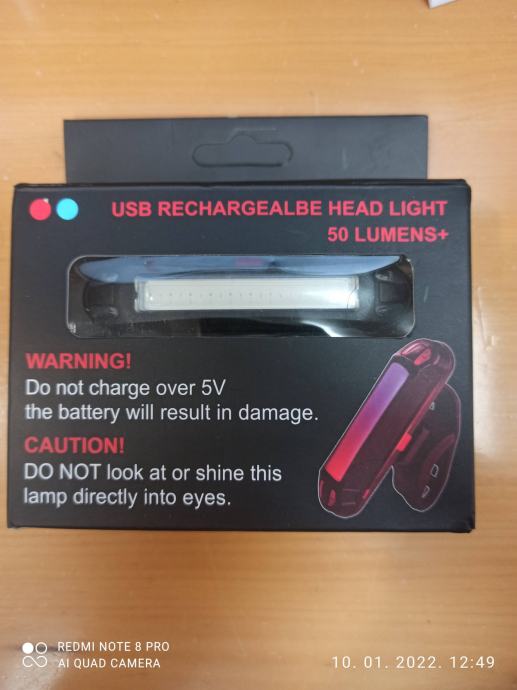 USB RECHARGEALBE HEAD LIGHT
50 LUMENS+
WARNING!
Do not charge over 5V
the battery will result in damage.
CAUTION!
DO NOT look at or shine this
lamp directly into eyes.
REDMI NOTE 8 PRO
AI QUAD CAMERA
10. 01. 2022. 12:49